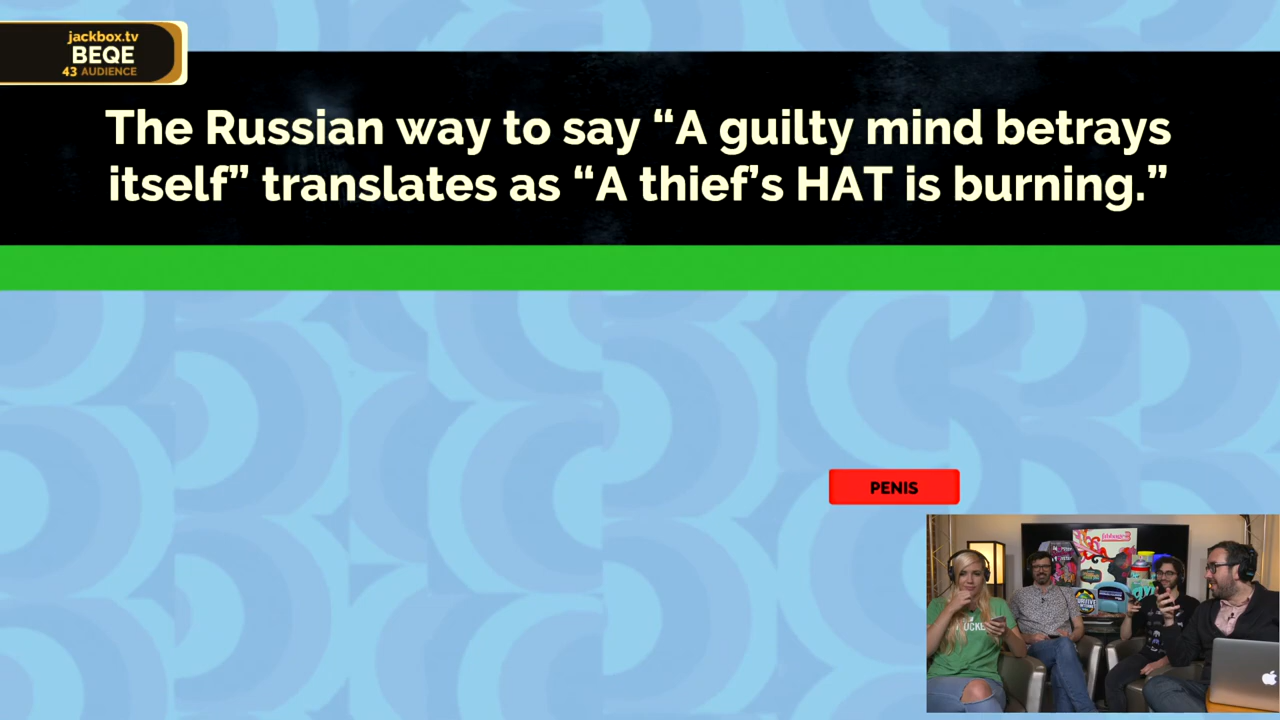 jackbox.tv
BEQE
43 AUDIENCE
The Russian way to say “A guilty mind betrays
itself” translates as “A thief’s HAT is burning.”
PENIS